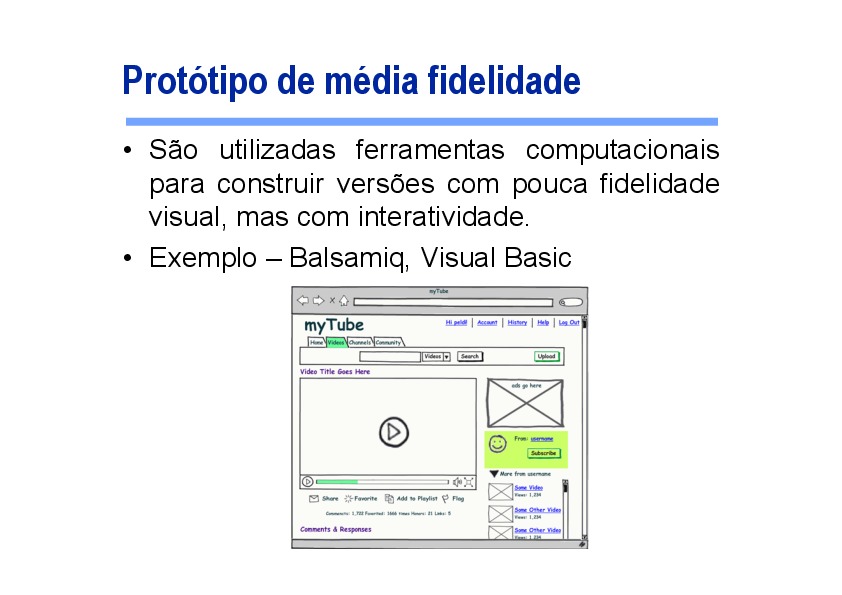 Protótipo de média fidelidade
• São utilizadas ferramentas computacionais
para construir versões com pouca fidelidade
visual, mas com interatividade.
• Exemplo – Balsamiq, Visual Basic
myTube
myTube
Hi peldi | Account | History | Help | Log Out
Home Videos Channels Community
Videos Search Upload
Video Title Goes Here
ads go here
From: username
Subscribe
More from username
Some Video
Views: 1,234
Some Other Video
Views: 1,234
Some Other Video
Views: 1,234
Share Favorite Add to Playlist Flag
Comments: 1,722 Favorited: 1666 times Honors: 21 Links: 5
Comments & Responses